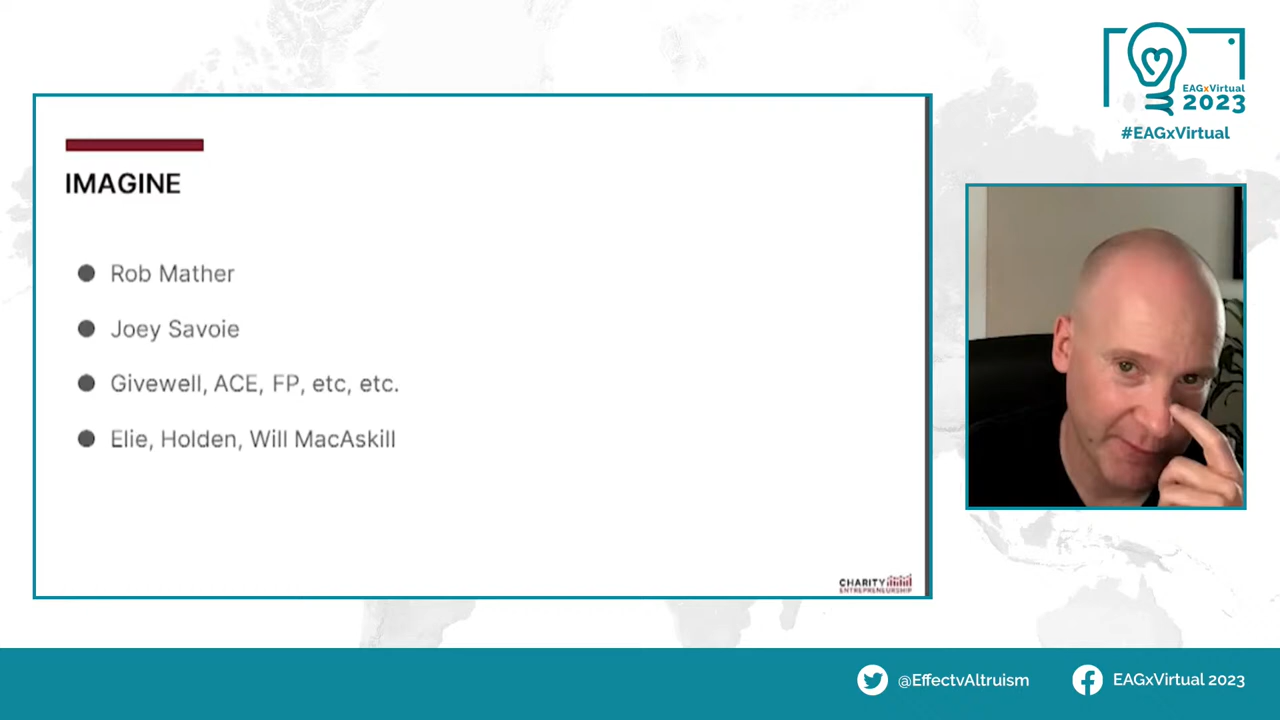 EAGxVirtual
2023
#EAGxVirtual
IMAGINE
Rob Mather
Joey Savoie
Givewell, ACE, FP, etc, etc.
Elie, Holden, Will MacAskill
CHARITY
ENTREPRENEURSHIP
@EffectvAltruism
EAGxVirtual 2023